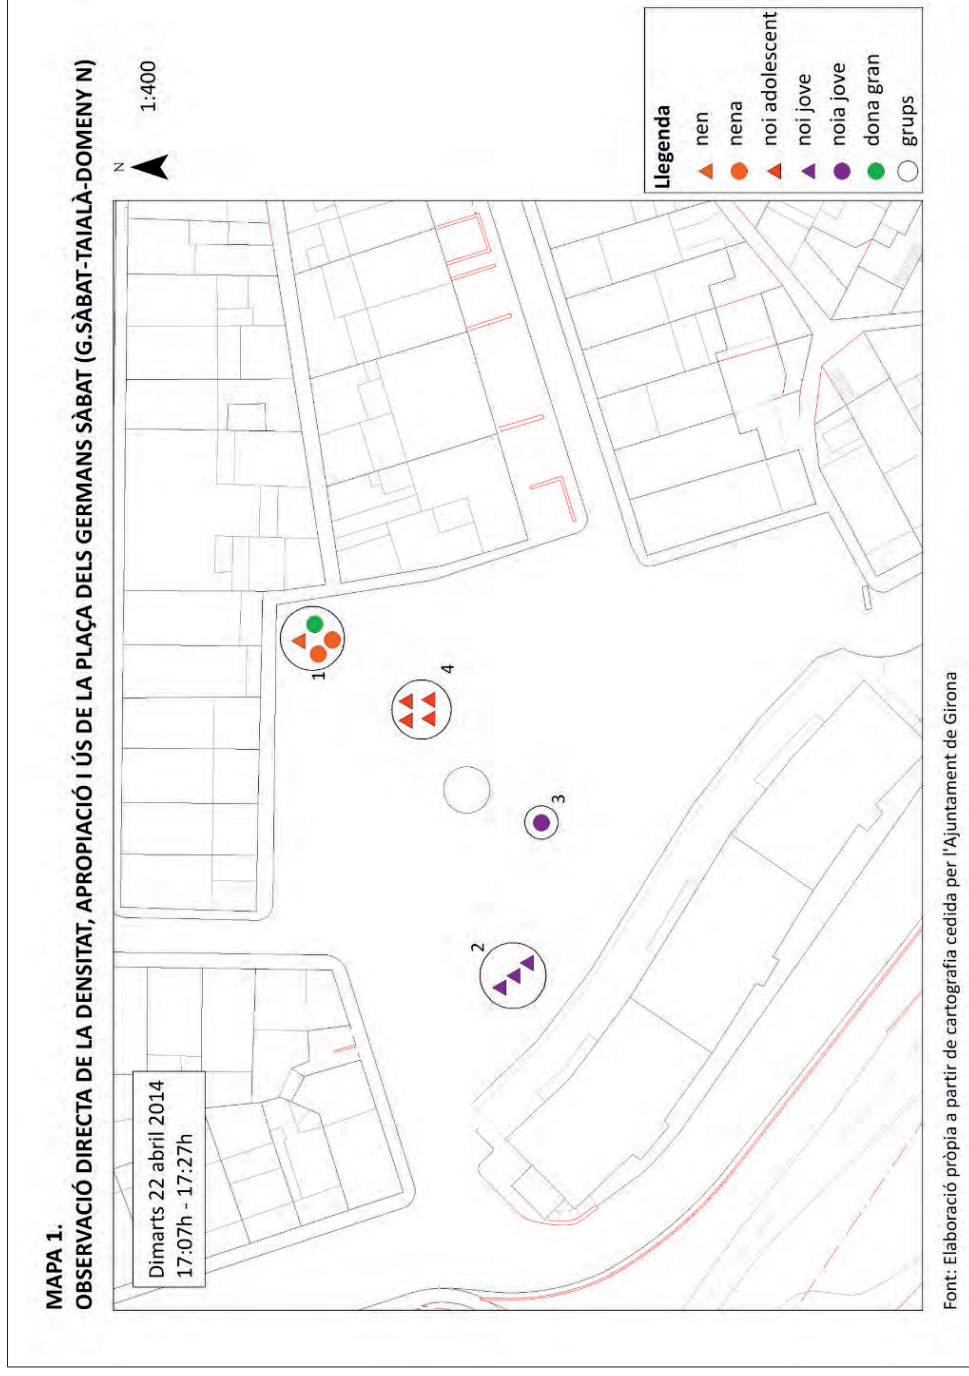 MAPA 1.
OBSERVACIÓ DIRECTA DE LA DENSITAT, APROPIACIÓ I ÚS DE LA PLAÇA DELS GERMANS SÀBAT (G.SÀBAT-TAIALÀ-DOMENY N)
N
1:400
Dimarts 22 abril 2014
17:07h - 17:27h
1
2
3
4
Llegenda
nen
nena
noi adolescent
noi jove
noia jove
dona gran
grups
Font: Elaboració pròpia a partir de cartografia cedida per l'Ajuntament de Girona